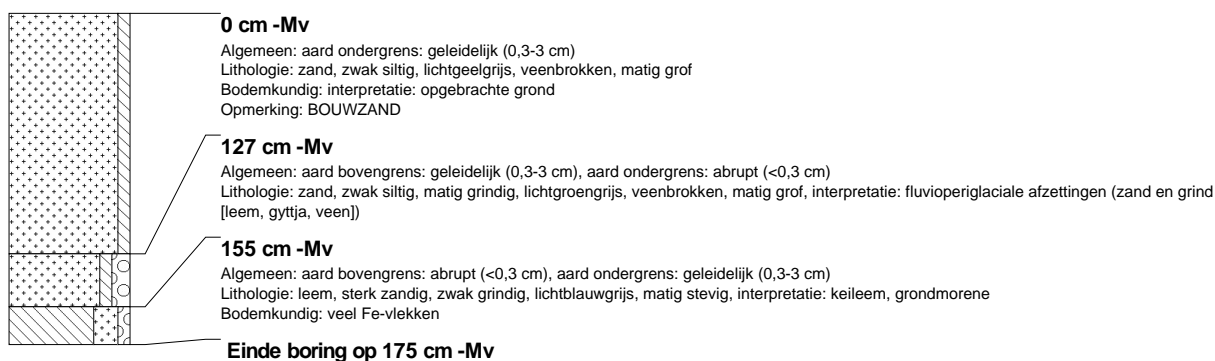 0 cm -Mv
Algemeen: aard ondergrens: geleidelijk (0,3-3 cm)
Lithologie: zand, zwak siltig, lichtgeelgrijs, veenbrokken, matig grof
Bodemkundig: interpretatie: opgebrachte grond
Opmerking: BOUWZAND
127 cm -Mv
Algemeen: aard bovengrens: geleidelijk (0,3-3 cm), aard ondergrens: abrupt (<0,3 cm)
Lithologie: zand, zwak siltig, matig grindig, lichtgroengrijs, veenbrokken, matig grof, interpretatie: fluvioperiglaciale afzettingen (zand en grind
[leem, gyttja, veen])
155 cm -Mv
Algemeen: aard bovengrens: abrupt (<0,3 cm), aard ondergrens: geleidelijk (0,3-3 cm)
Lithologie: leem, sterk zandig, zwak grindig, lichtblauwgrijs, matig stevig, interpretatie: keileem, grondmorene
Bodemkundig: veel Fe-vlekken
Einde boring op 175 cm -Mv